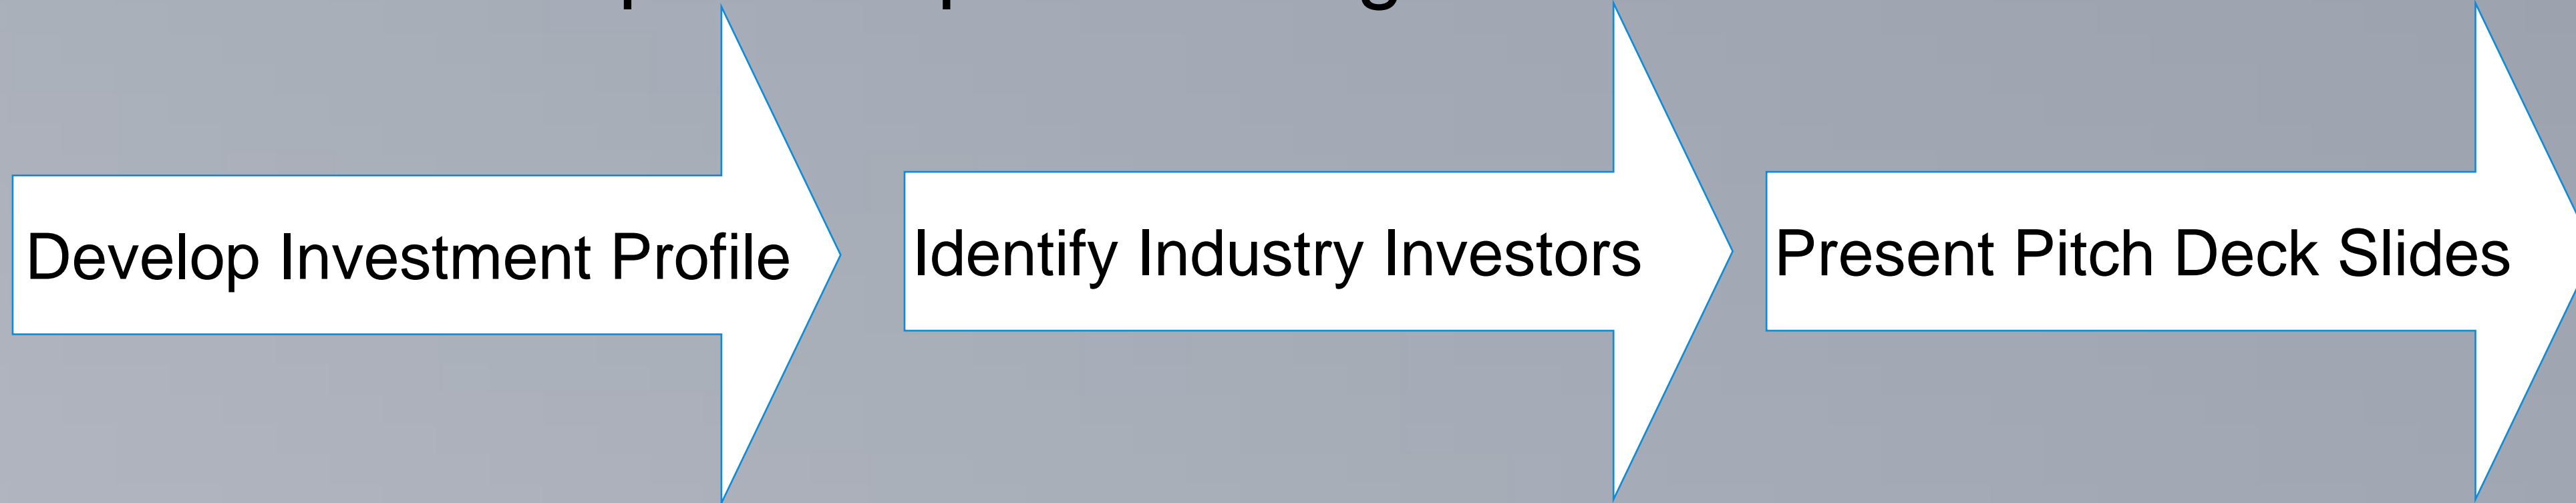 Develop Investment Profile
Identify Industry Investors
Present Pitch Deck Slides